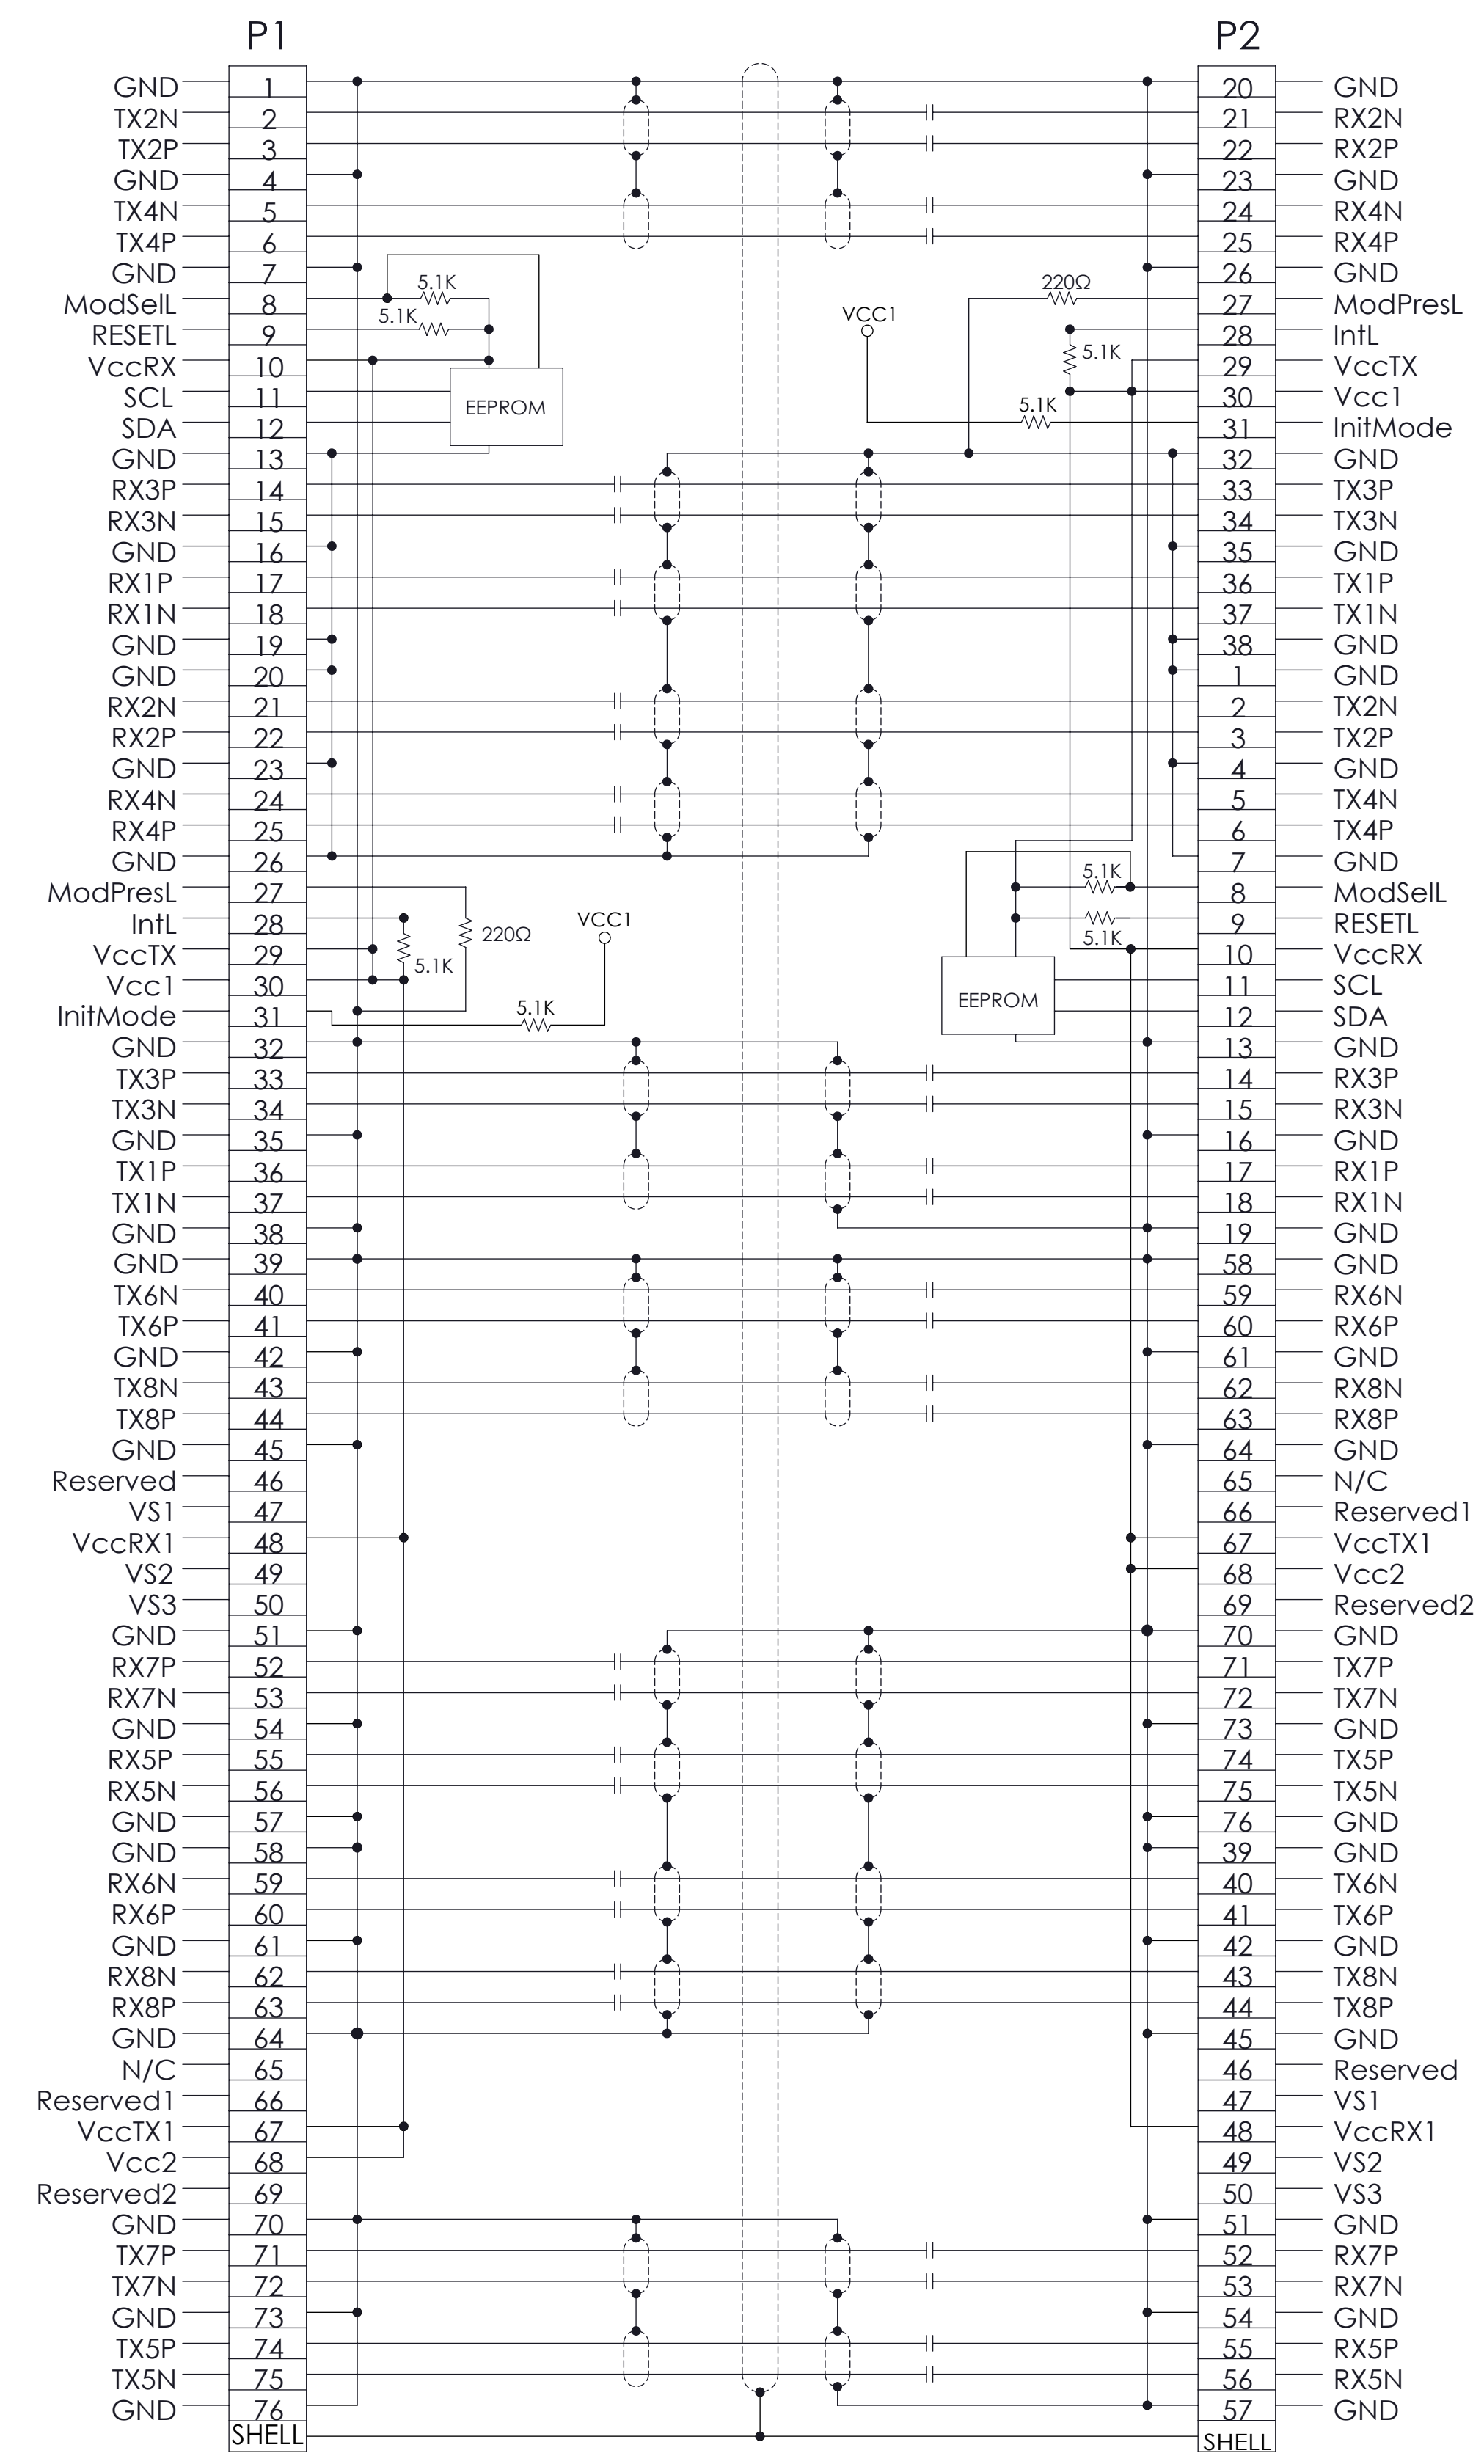 P1 P2
GND 1 20 GND
TX2N 2 21 RX2N
TX2P 3 22 RX2P
GND 4 23 GND
TX4N 5 24 RX4N
TX4P 6 25 RX4P
GND 7 26 GND
5.1K 220Ω
ModSelL 8 27 ModPresL
5.1K VCC1
RESETL 9 28 IntL
5.1K
VccRX 10 29 VccTX
SCL 11 EEPROM 30 Vcc1
5.1K
SDA 12 31 InitMode
GND 13 32 GND
RX3P 14 33 TX3P
RX3N 15 34 TX3N
GND 16 35 GND
RX1P 17 36 TX1P
RX1N 18 37 TX1N
GND 19 38 GND
GND 20 1 GND
RX2N 21 2 TX2N
RX2P 22 3 TX2P
GND 23 4 GND
RX4N 24 5 TX4N
RX4P 25 6 TX4P
GND 26 7 GND
5.1K
ModPresL 27 8 ModSelL
IntL 28 VCC1 9 RESETL
220Ω 5.1K
VccTX 29 10 VccRX
5.1K
Vcc1 30 11 SCL
EEPROM
5.1K
InitMode 31 12 SDA
GND 32 13 GND
TX3P 33 14 RX3P
TX3N 34 15 RX3N
GND 35 16 GND
TX1P 36 17 RX1P
TX1N 37 18 RX1N
GND 38 19 GND
GND 39 58 GND
TX6N 40 59 RX6N
TX6P 41 60 RX6P
GND 42 61 GND
TX8N 43 62 RX8N
TX8P 44 63 RX8P
GND 45 64 GND
Reserved 46 65 N/C
VS1 47 66 Reserved1
VccRX1 48 67 VccTX1
VS2 49 68 Vcc2
VS3 50 69 Reserved2
GND 51 70 GND
RX7P 52 71 TX7P
RX7N 53 72 TX7N
GND 54 73 GND
RX5P 55 74 TX5P
RX5N 56 75 TX5N
GND 57 76 GND
GND 58 39 GND
RX6N 59 40 TX6N
RX6P 60 41 TX6P
GND 61 42 GND
RX8N 62 43 TX8N
RX8P 63 44 TX8P
GND 64 45 GND
N/C 65 46 Reserved
Reserved1 66 47 VS1
VccTX1 67 48 VccRX1
Vcc2 68 49 VS2
Reserved2 69 50 VS3
GND 70 51 GND
TX7P 71 52 RX7P
TX7N 72 53 RX7N
GND 73 54 GND
TX5P 74 55 RX5P
TX5N 75 56 RX5N
GND 76 57 GND
SHELL SHELL